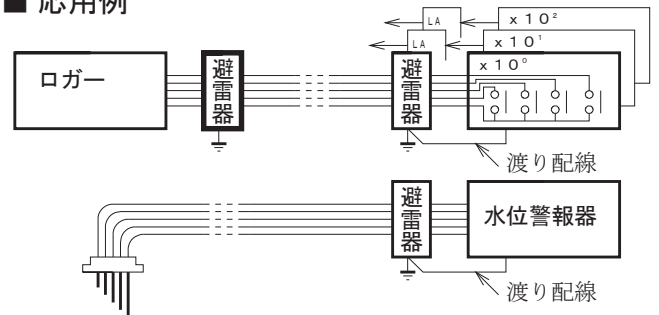 ■ 応用例
LA
x 10²
LA
x 10¹
ロガー
避雷器
避雷器
x 10⁰
渡り配線
避雷器
水位警報器
渡り配線